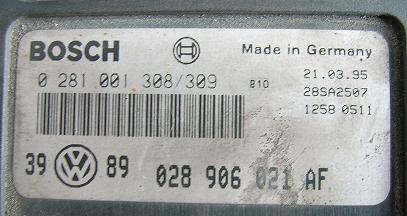 BOSCH Made in Germany
0 281 001 308/309 810 21.03.95
28SA2507
1258 0511
39 VW 89 028 906 021 AF